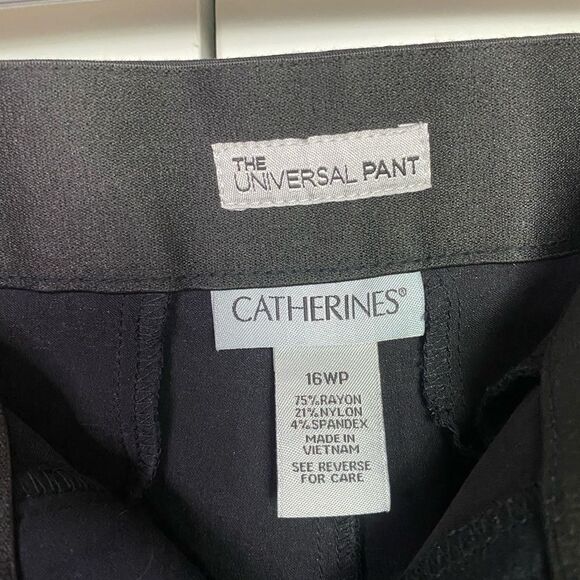 THE
UNIVERSAL PANT
CATHERINES®
16WP
75%RAYON
21%NYLON
4%SPANDEX
MADE IN
VIETNAM
SEE REVERSE
FOR CARE